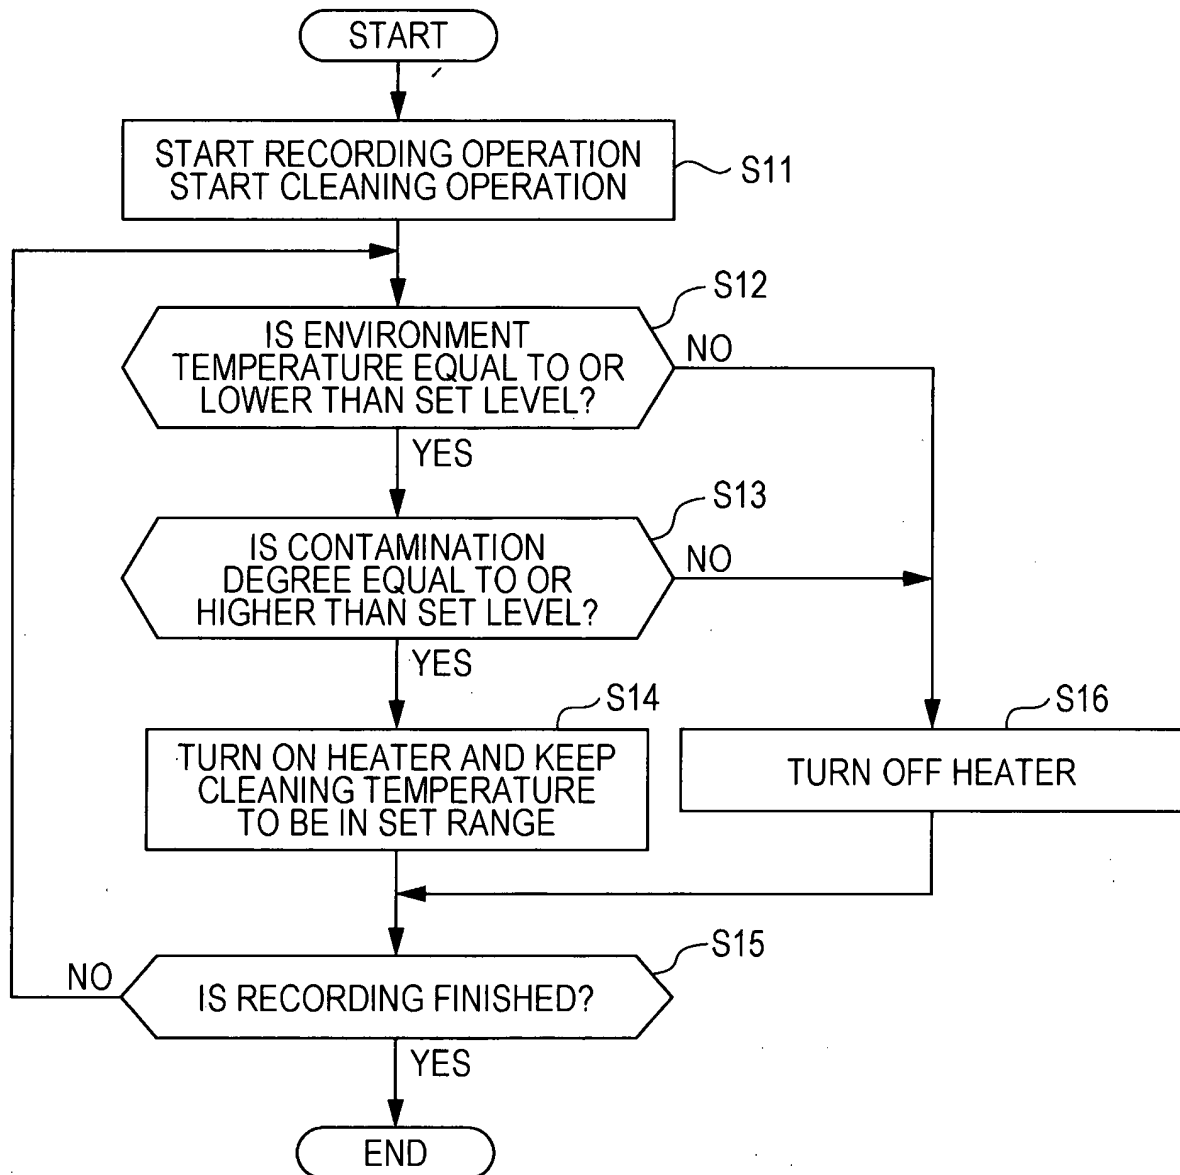 START
START RECORDING OPERATION
START CLEANING OPERATION
S11
S12
IS ENVIRONMENT
TEMPERATURE EQUAL TO OR
LOWER THAN SET LEVEL?
NO
YES
S13
IS CONTAMINATION
DEGREE EQUAL TO OR
HIGHER THAN SET LEVEL?
NO
YES
S14
TURN ON HEATER AND KEEP
CLEANING TEMPERATURE
TO BE IN SET RANGE
S16
TURN OFF HEATER
S15
IS RECORDING FINISHED?
NO
YES
END